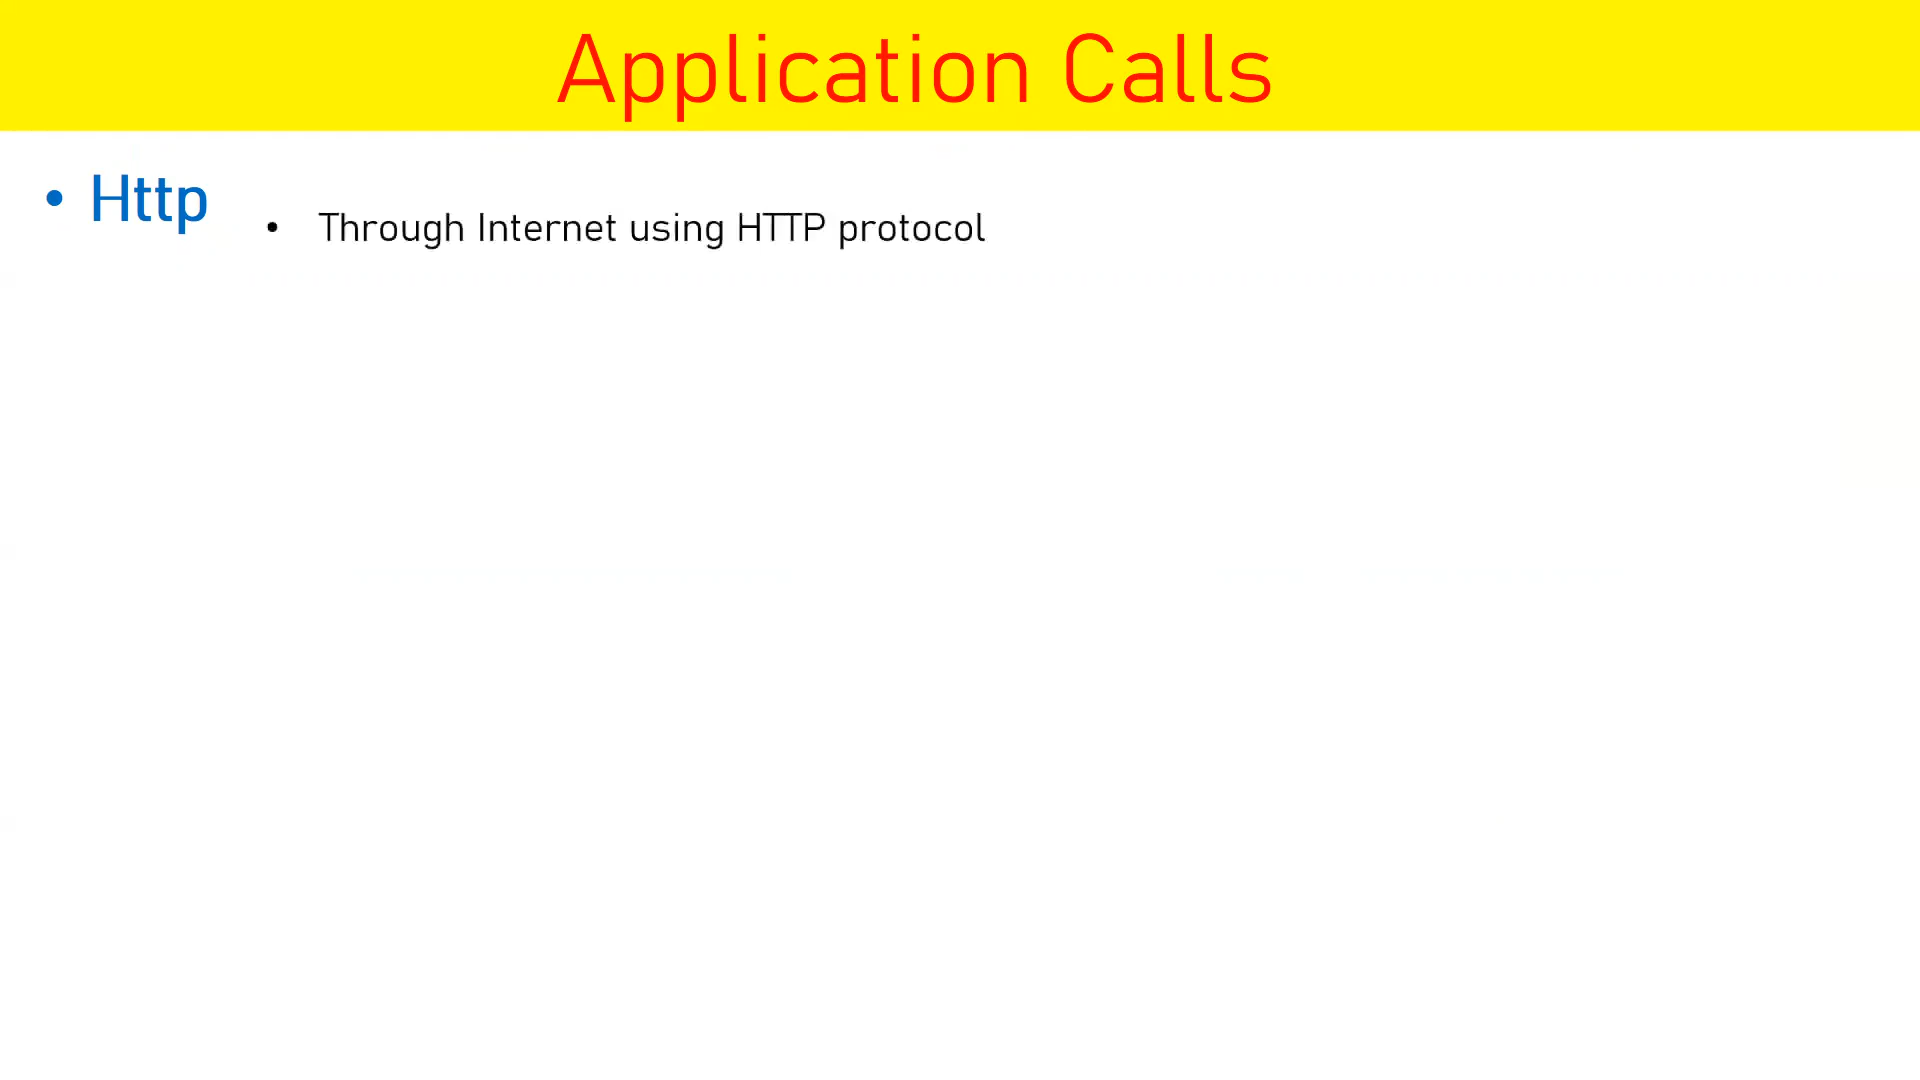 Application Calls
• Http
• Through Internet using HTTP protocol